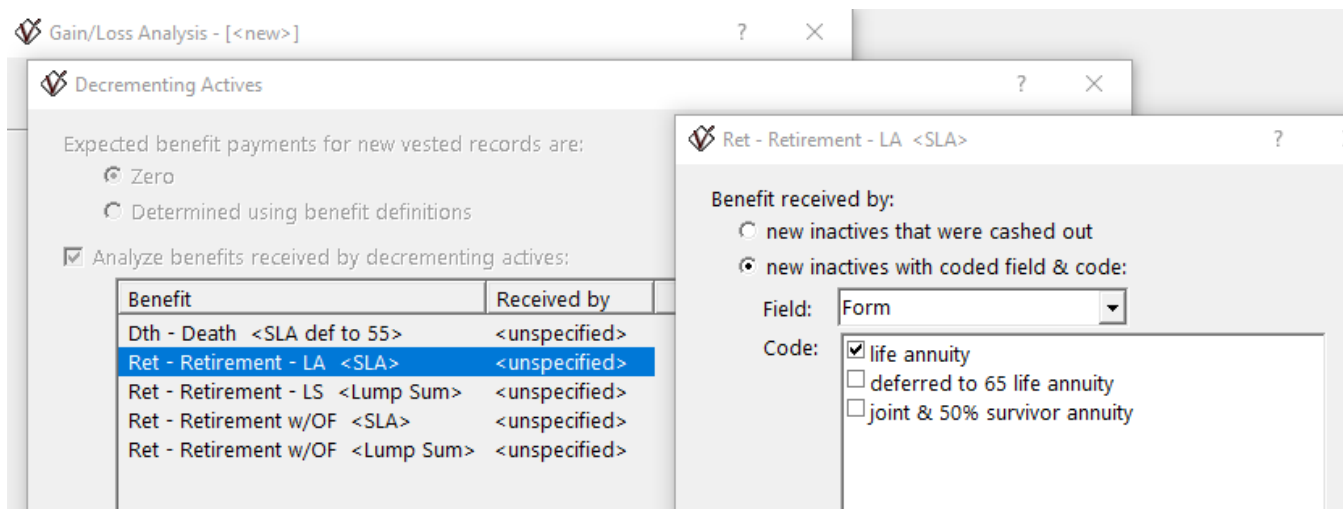 Gain/Loss Analysis - [<new>] ?
Decrementing Actives ?
Expected benefit payments for new vested records are:
Zero
Determined using benefit definitions
Analyze benefits received by decrementing actives:
Benefit Received by
Dth - Death <SLA def to 55> <unspecified>
Ret - Retirement - LA <SLA> <unspecified>
Ret - Retirement - LS <Lump Sum> <unspecified>
Ret - Retirement w/OF <SLA> <unspecified>
Ret - Retirement w/OF <Lump Sum> <unspecified>
Ret - Retirement - LA <SLA> ?
Benefit received by:
new inactives that were cashed out
new inactives with coded field & code:
Field: Form
Code: life annuity
deferred to 65 life annuity
joint & 50% survivor annuity